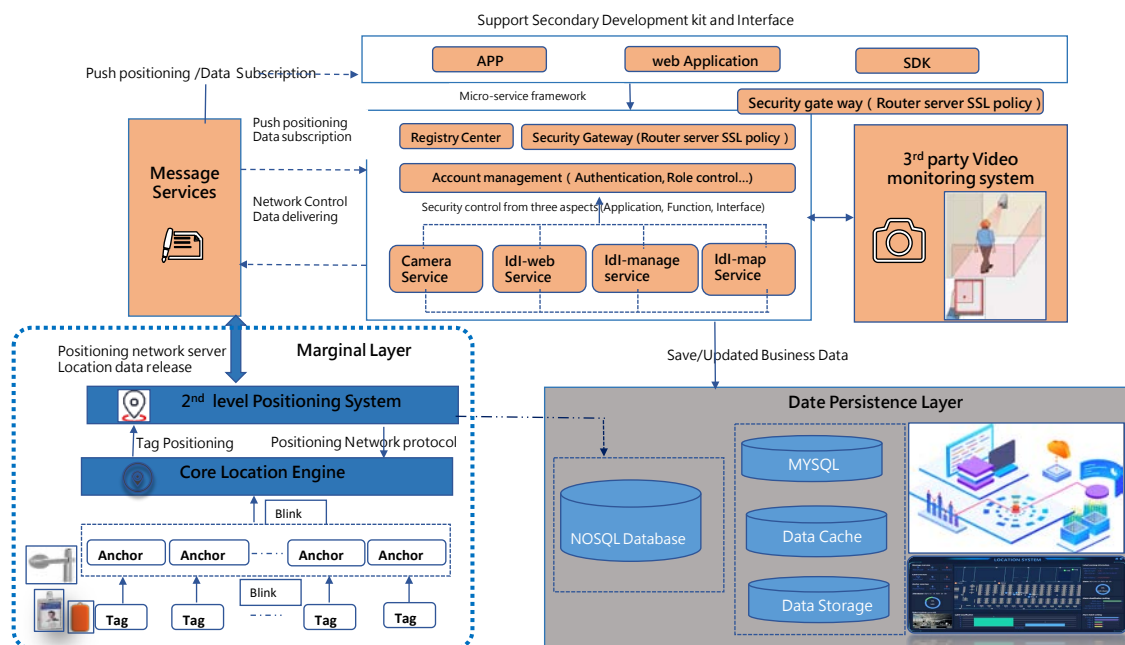 Support Secondary Development kit and Interface
APP
web Application
SDK
Push positioning /Data Subscription
Micro-service framework
Security gate way（ Router server SSL policy ）
Push positioning
Data subscription
Registry Center
Security Gateway (Router server SSL policy ）
Message
Services
Account management（ Authentication, Role control...）
3rd party Video
monitoring system
Network Control
Data delivering
Security control from three aspects (Application, Function, Interface)
Camera
Service
IdI-web
Service
IdI-manage
service
IdI-map
Service
Positioning network server
Location data release
Marginal Layer
Save/Updated Business Data
2nd level Positioning System
Date Persistence Layer
Tag Positioning
Positioning Network protocol
Core Location Engine
MYSQL
Blink
NOSQL Database
Data Cache
Anchor
Anchor
Anchor
Anchor
Blink
Data Storage
Tag
Tag
Tag
Tag
LOCATION SYSTEM